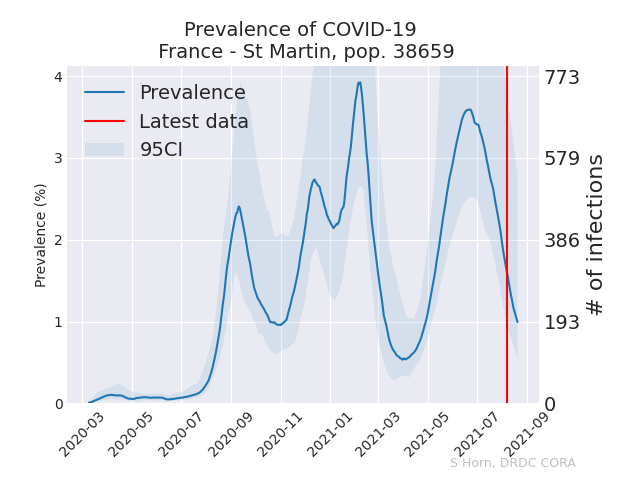 Prevalence of COVID-19
France - St Martin, pop. 38659
Prevalence
Latest data
95CI
Prevalence (%)
4
3
2
1
0
773
579
386
193
0
# of infections
2020-03
2020-05
2020-07
2020-09
2020-11
2021-01
2021-03
2021-05
2021-07
2021-09
S Horn, DRDC CORA